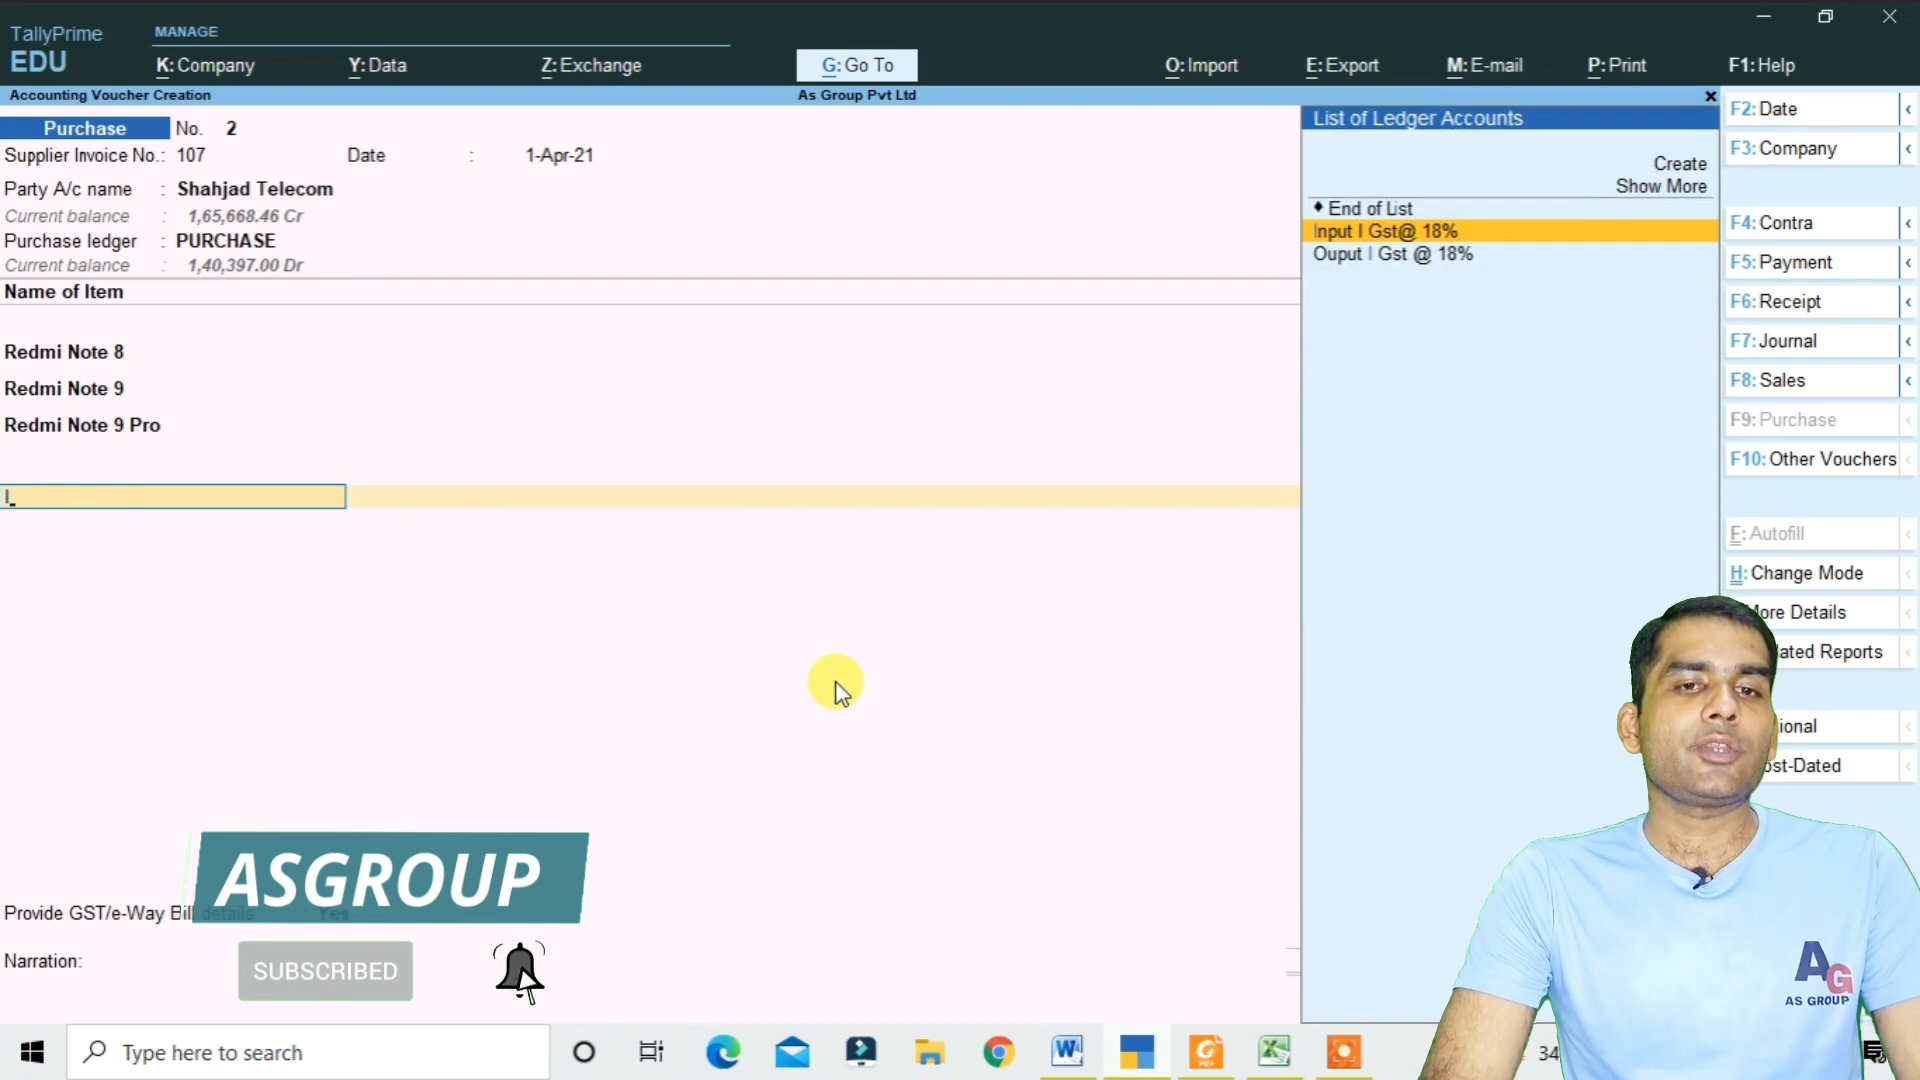 TallyPrime
EDU
MANAGE
K: Company
Y: Data
Z: Exchange
G: Go To
O: Import
E: Export
M: E-mail
P: Print
F1: Help
Accounting Voucher Creation
As Group Pvt Ltd
Purchase No. 2
Supplier Invoice No.: 107 Date : 1-Apr-21
Party A/c name : Shahjad Telecom
Current balance : 1,65,668.46 Cr
Purchase ledger : PURCHASE
Current balance : 1,40,397.00 Dr
Name of Item
Redmi Note 8
Redmi Note 9
Redmi Note 9 Pro
I
Provide GST/e-Way Bill details : Yes
Narration:
ASGROUP
SUBSCRIBED
List of Ledger Accounts
Create
Show More
♦ End of List
Input I Gst@ 18%
Ouput I Gst @ 18%
F2: Date
F3: Company
F4: Contra
F5: Payment
F6: Receipt
F7: Journal
F8: Sales
F9: Purchase
F10: Other Vouchers
F: Autofill
H: Change Mode
More Details
lated Reports
ional
ost-Dated
AG
AS GROUP
Type here to search
34